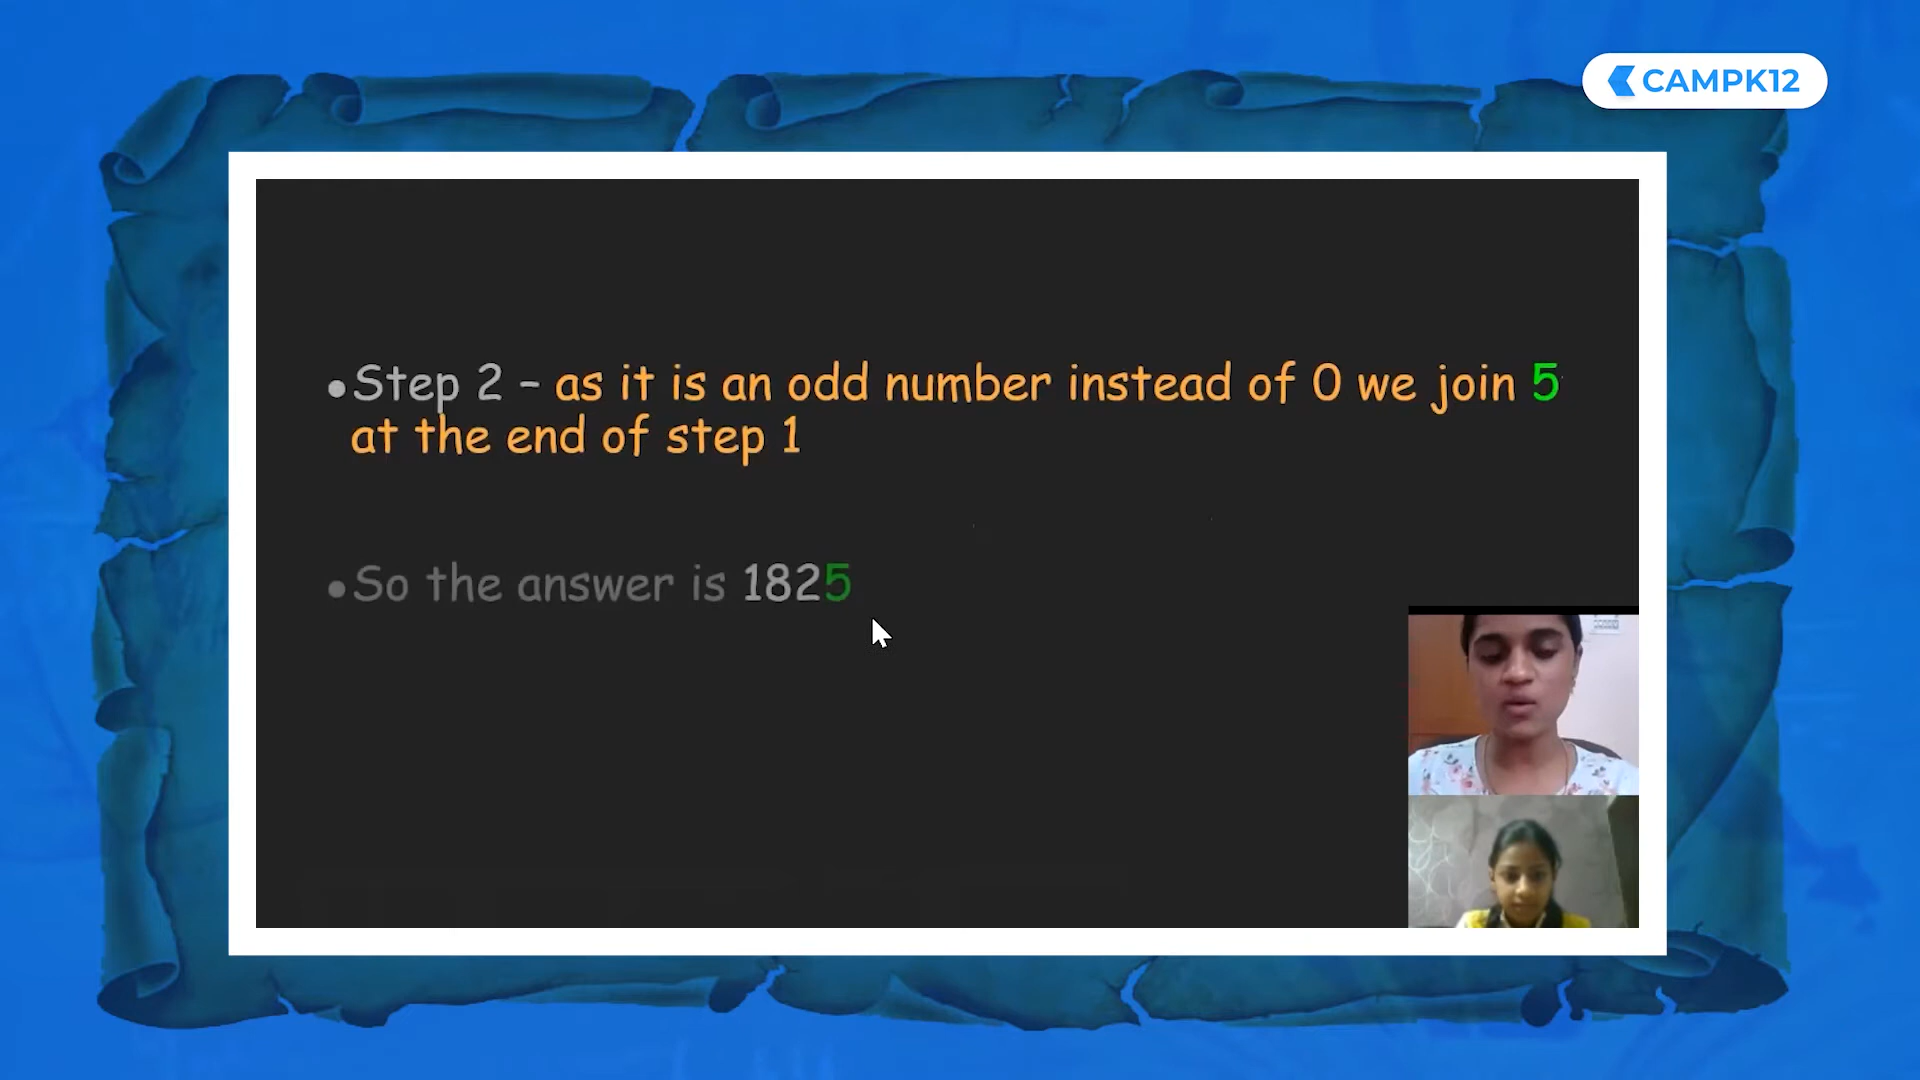 CAMPK12
•Step 2 – as it is an odd number instead of 0 we join 5
at the end of step 1
•So the answer is 1825